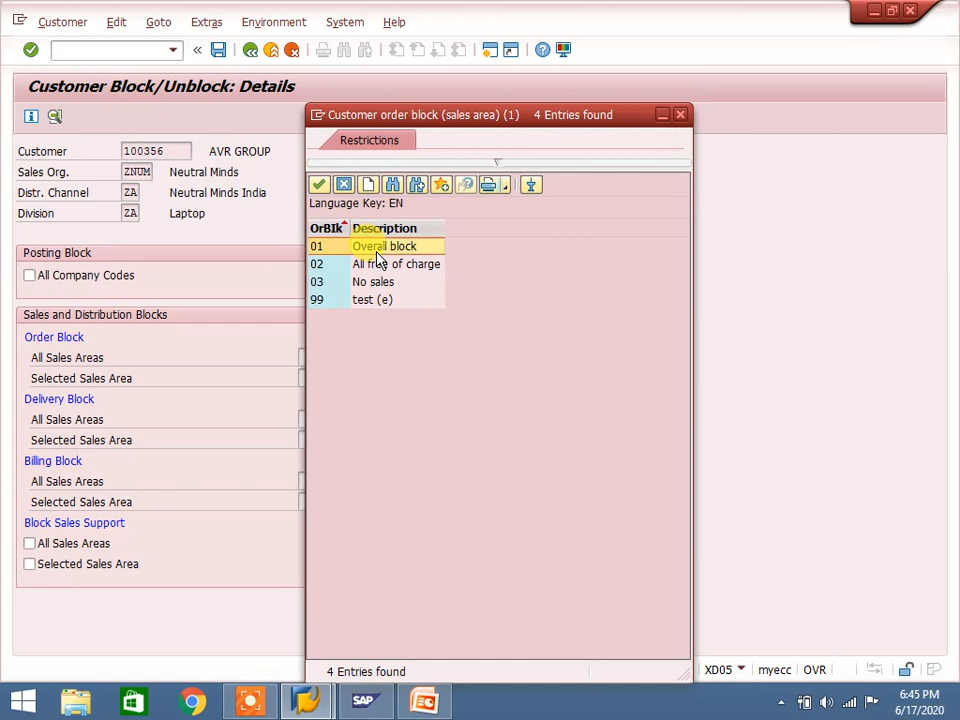 Customer Edit Goto Extras Environment System Help
Customer Block/Unblock: Details
Customer order block (sales area) (1) 4 Entries found
Restrictions
Customer 100356 AVR GROUP
Sales Org. ZNUM Neutral Minds
Distr. Channel ZA Neutral Minds India
Division ZA Laptop
Language Key: EN
OrBlk Description
01 Overall block
02 All free of charge
03 No sales
99 test (e)
Posting Block
All Company Codes
Sales and Distribution Blocks
Order Block
All Sales Areas
Selected Sales Area
Delivery Block
All Sales Areas
Selected Sales Area
Billing Block
All Sales Areas
Selected Sales Area
Block Sales Support
All Sales Areas
Selected Sales Area
4 Entries found
XD05 myecc OVR
SAP
6:45 PM
6/17/2020